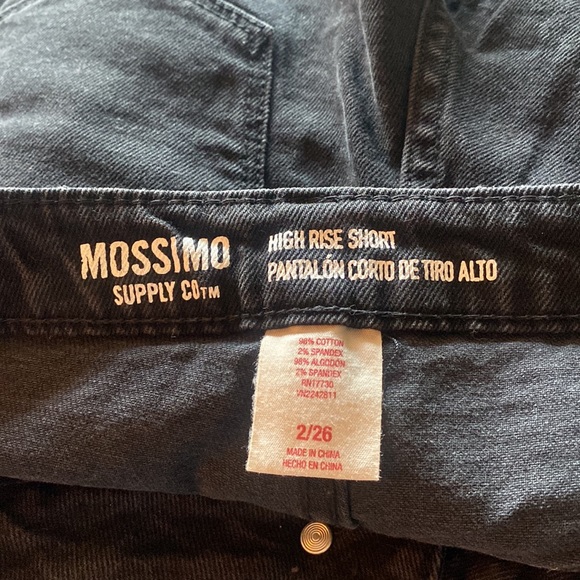 MOSSIMO
SUPPLY CO™
HIGH RISE SHORT
PANTALÓN CORTO DE TIRO ALTO
98% COTTON
2% SPANDEX
98% ALGODÓN
2% SPANDEX
RN17730
VN2242811
2/26
MADE IN CHINA
HECHO EN CHINA